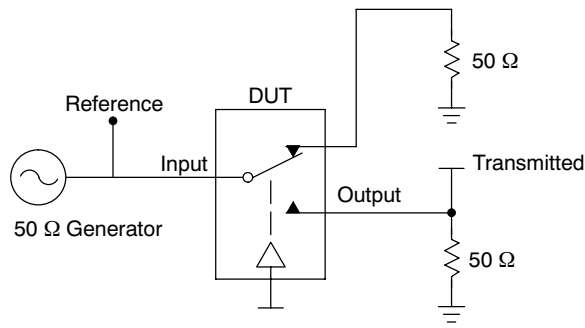 50 Ω
DUT
Reference
Input
Transmitted
Output
50 Ω Generator
50 Ω